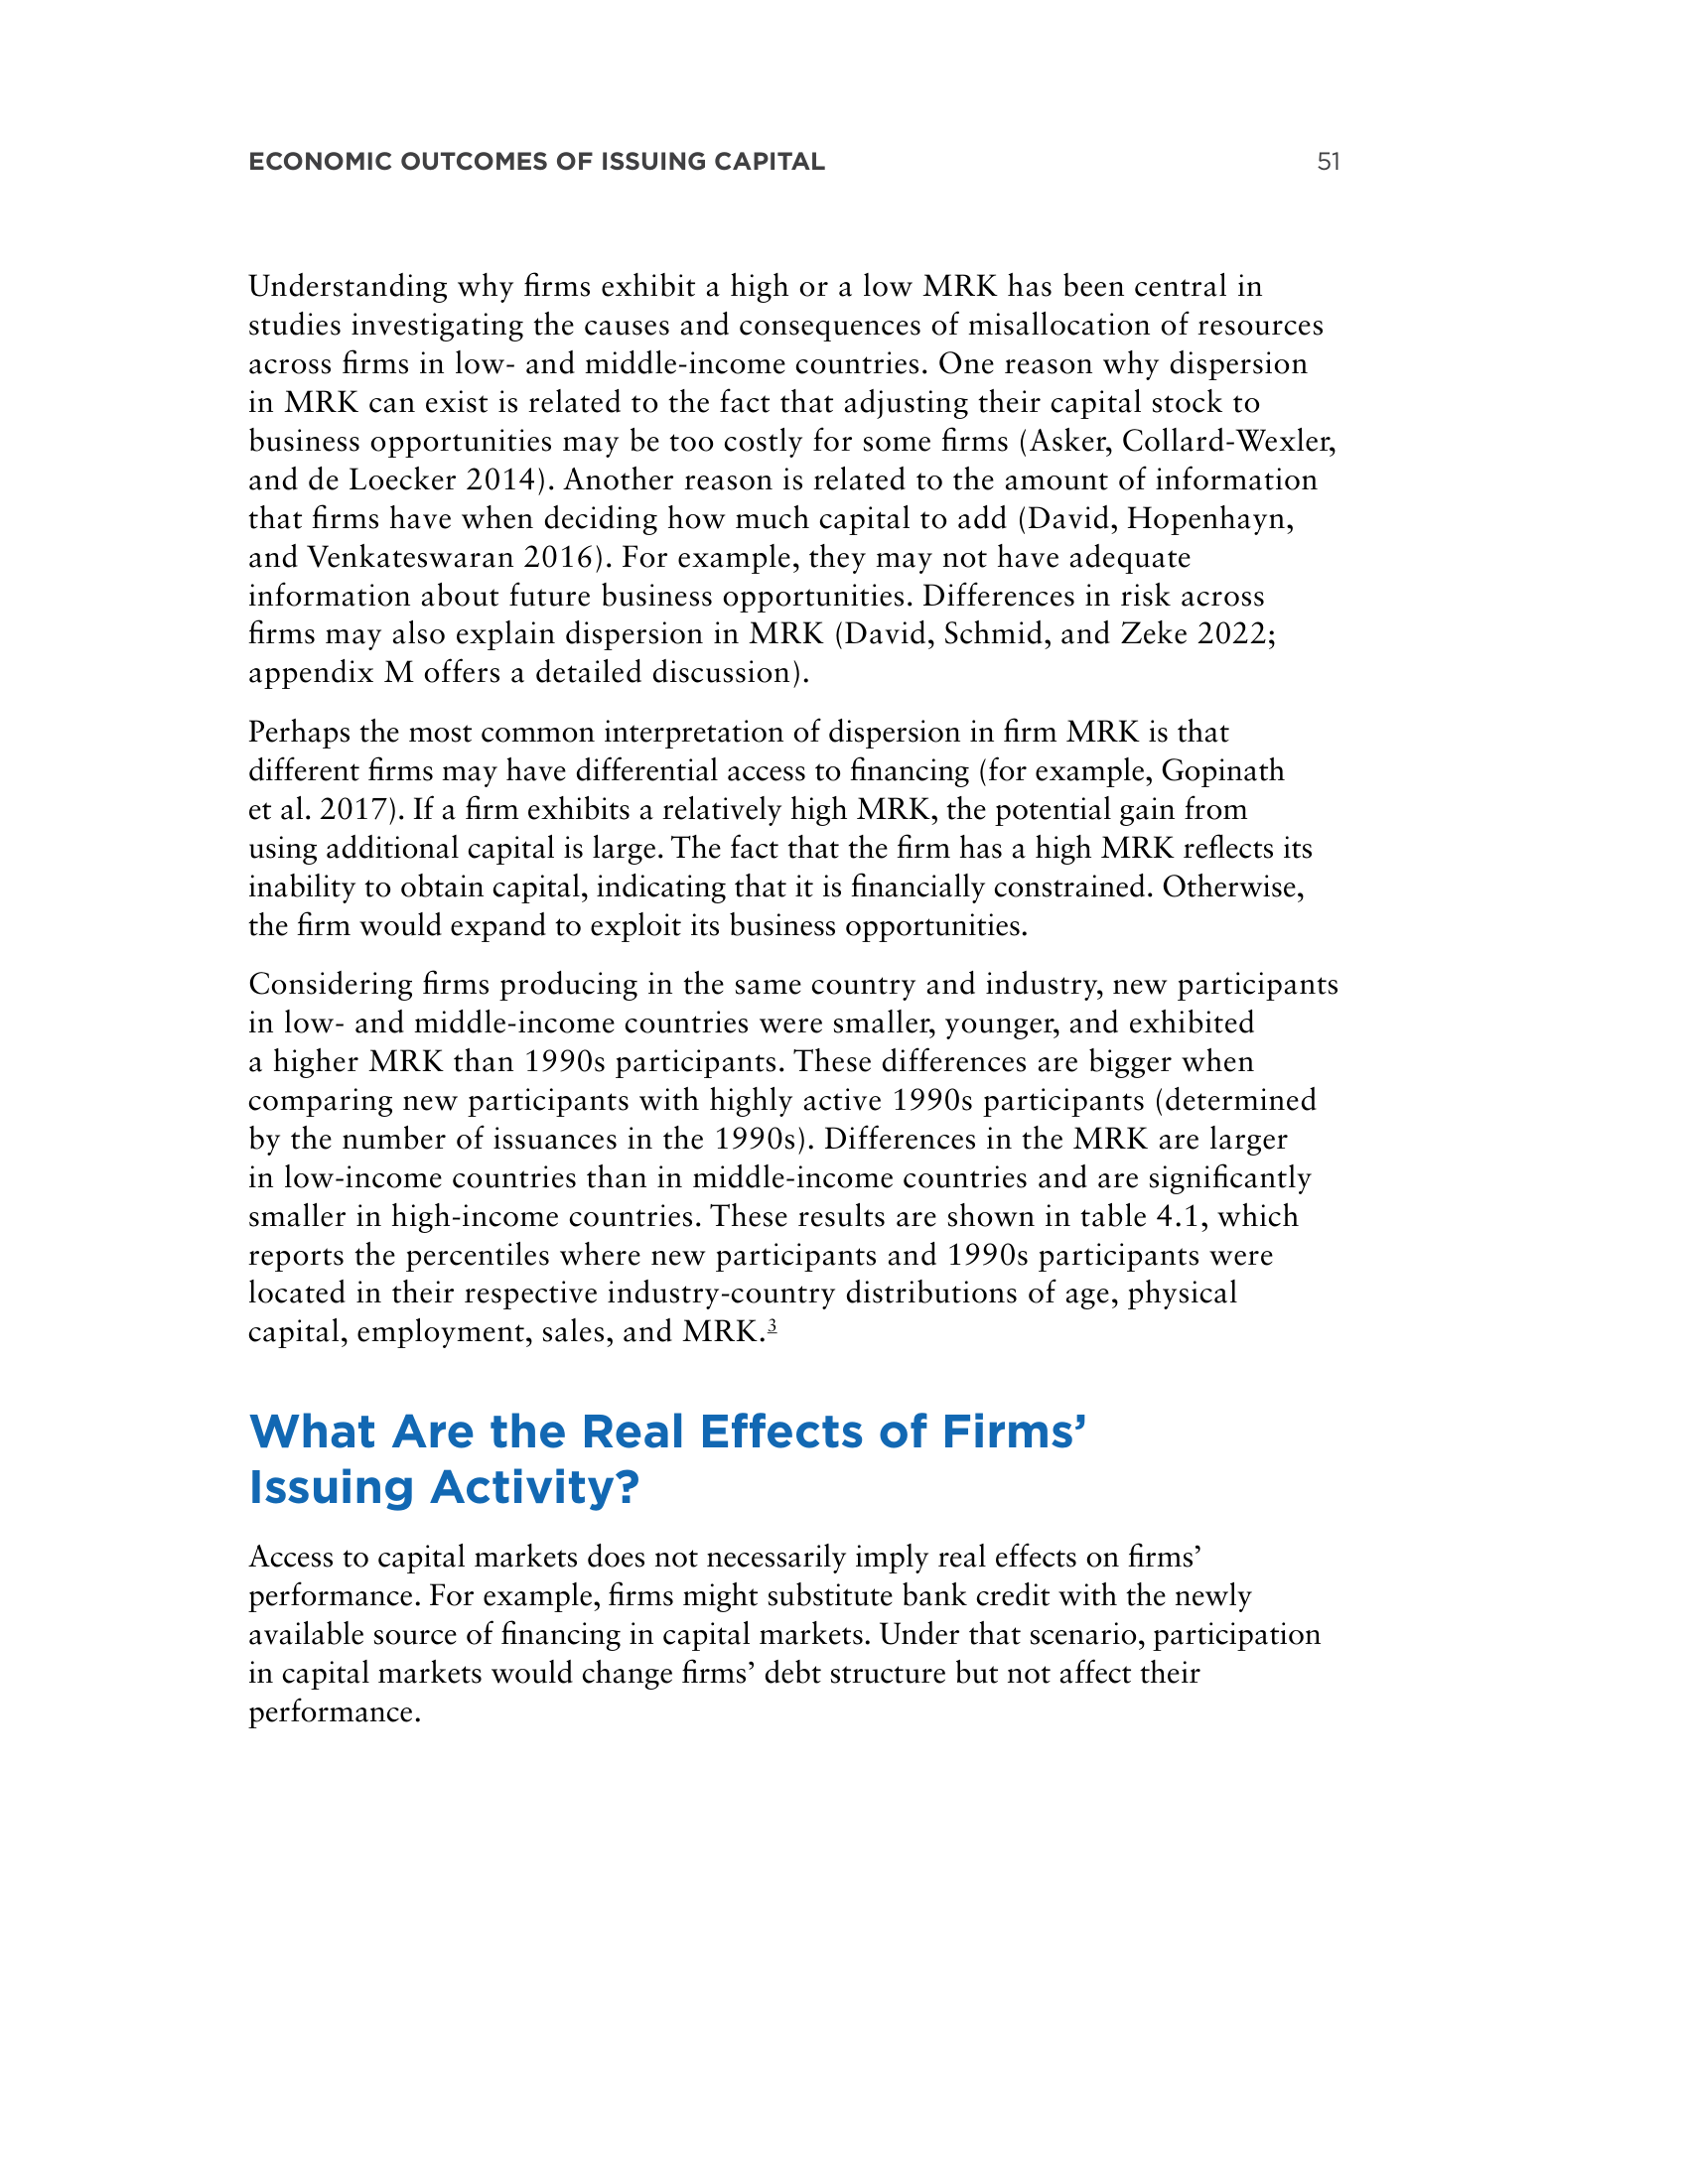 ECONOMIC OUTCOMES OF ISSUING CAPITAL 51
Understanding why firms exhibit a high or a low MRK has been central in
studies investigating the causes and consequences of misallocation of resources
across firms in low- and middle-income countries. One reason why dispersion
in MRK can exist is related to the fact that adjusting their capital stock to
business opportunities may be too costly for some firms (Asker, Collard-Wexler,
and de Loecker 2014). Another reason is related to the amount of information
that firms have when deciding how much capital to add (David, Hopenhayn,
and Venkateswaran 2016). For example, they may not have adequate
information about future business opportunities. Differences in risk across
firms may also explain dispersion in MRK (David, Schmid, and Zeke 2022;
appendix M offers a detailed discussion).
Perhaps the most common interpretation of dispersion in firm MRK is that
different firms may have differential access to financing (for example, Gopinath
et al. 2017). If a firm exhibits a relatively high MRK, the potential gain from
using additional capital is large. The fact that the firm has a high MRK reflects its
inability to obtain capital, indicating that it is financially constrained. Otherwise,
the firm would expand to exploit its business opportunities.
Considering firms producing in the same country and industry, new participants
in low- and middle-income countries were smaller, younger, and exhibited
a higher MRK than 1990s participants. These differences are bigger when
comparing new participants with highly active 1990s participants (determined
by the number of issuances in the 1990s). Differences in the MRK are larger
in low-income countries than in middle-income countries and are significantly
smaller in high-income countries. These results are shown in table 4.1, which
reports the percentiles where new participants and 1990s participants were
located in their respective industry-country distributions of age, physical
capital, employment, sales, and MRK.3
What Are the Real Effects of Firms’
Issuing Activity?
Access to capital markets does not necessarily imply real effects on firms’
performance. For example, firms might substitute bank credit with the newly
available source of financing in capital markets. Under that scenario, participation
in capital markets would change firms’ debt structure but not affect their
performance.